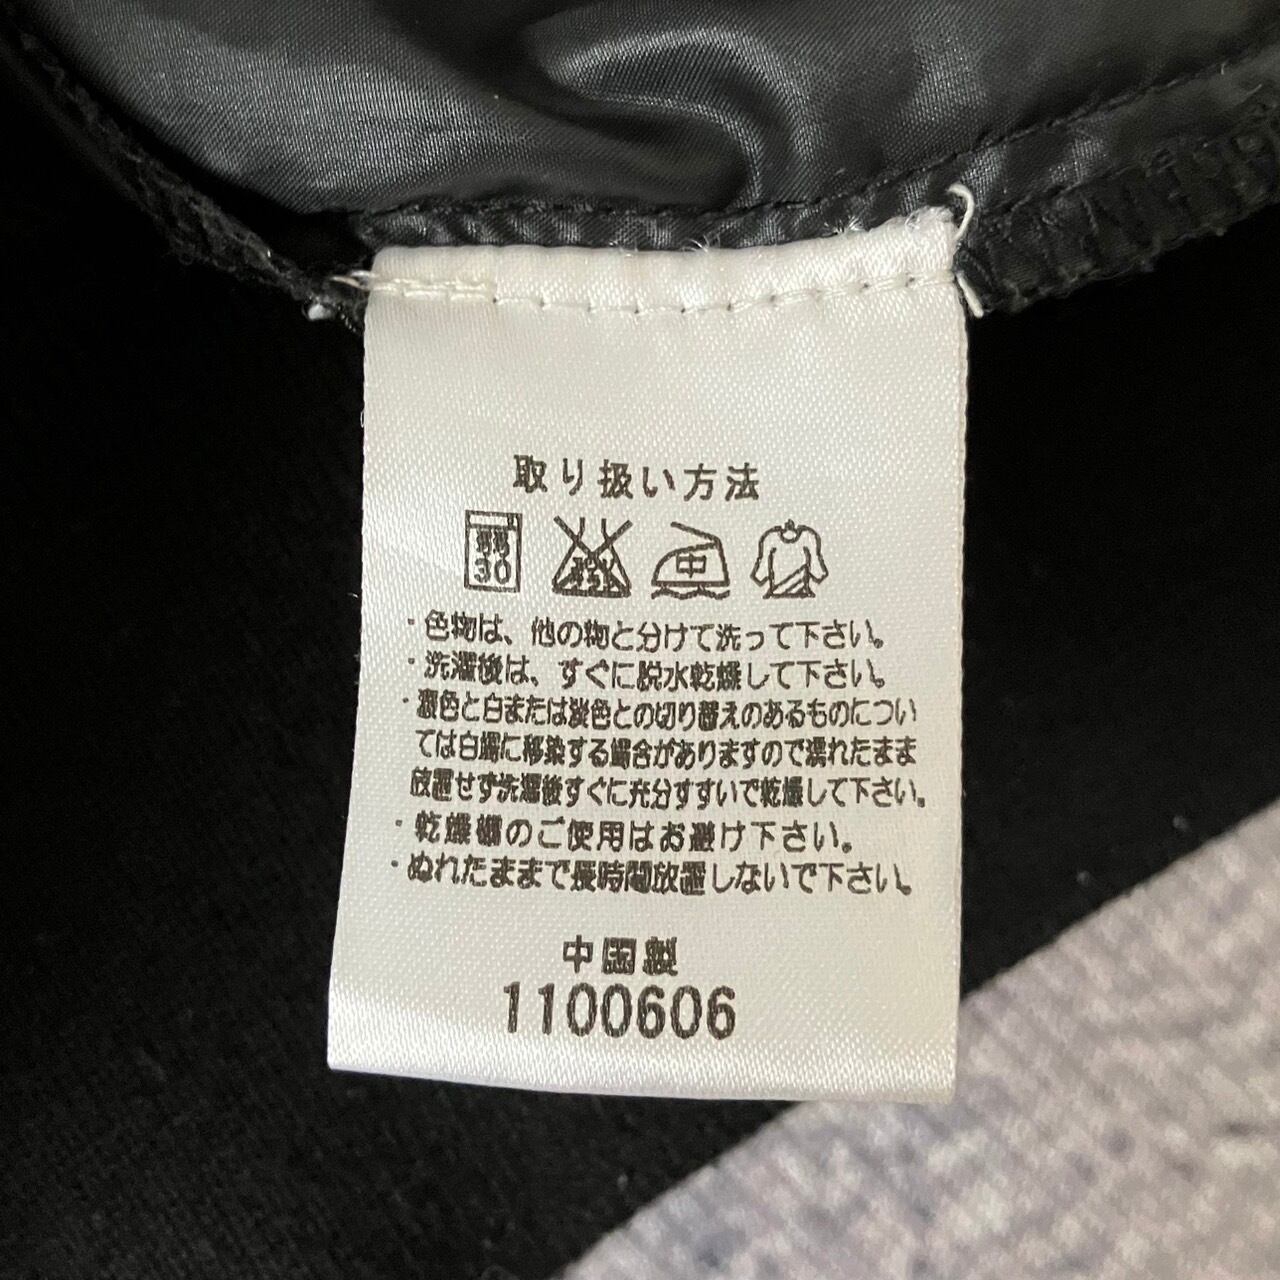 取り扱い方法
30
中
・色物は、他の物と分けて洗って下さい。
・洗濯後は、すぐに脱水乾燥して下さい。
・濃色と白または淡色との切り替えのあるものについ
ては白場に移染する場合がありますので濡れたまま
放置せず洗濯後すぐに充分すすいで乾燥して下さい。
・乾燥機のご使用はお避け下さい。
・ぬれたままで長時間放置しないで下さい。
中国製
1100606